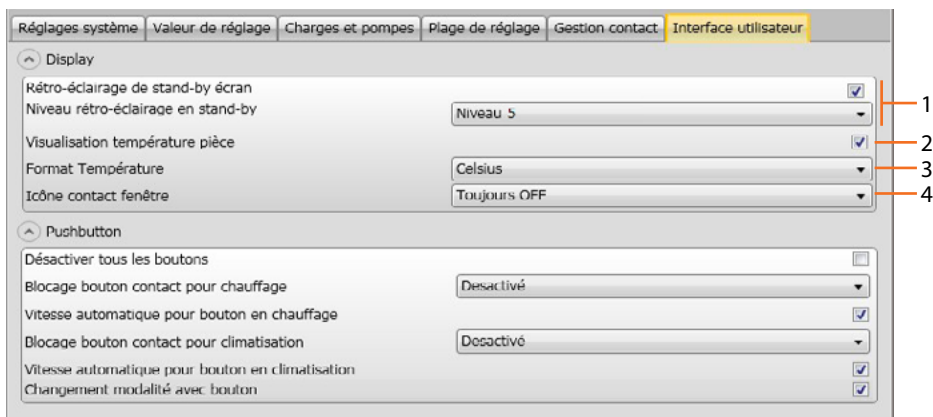 Réglages système Valeur de réglage Charges et pompes Plage de réglage Gestion contact Interface utilisateur
Display
Rétro-éclairage de stand-by écran
1
Niveau rétro-éclairage en stand-by Niveau 5
Visualisation température pièce 2
Format Température Celsius 3
Icône contact fenêtre Toujours OFF 4
Pushbutton
Désactiver tous les boutons
Blocage bouton contact pour chauffage Desactivé
Vitesse automatique pour bouton en chauffage
Blocage bouton contact pour climatisation Desactivé
Vitesse automatique pour bouton en climatisation
Changement modalité avec bouton